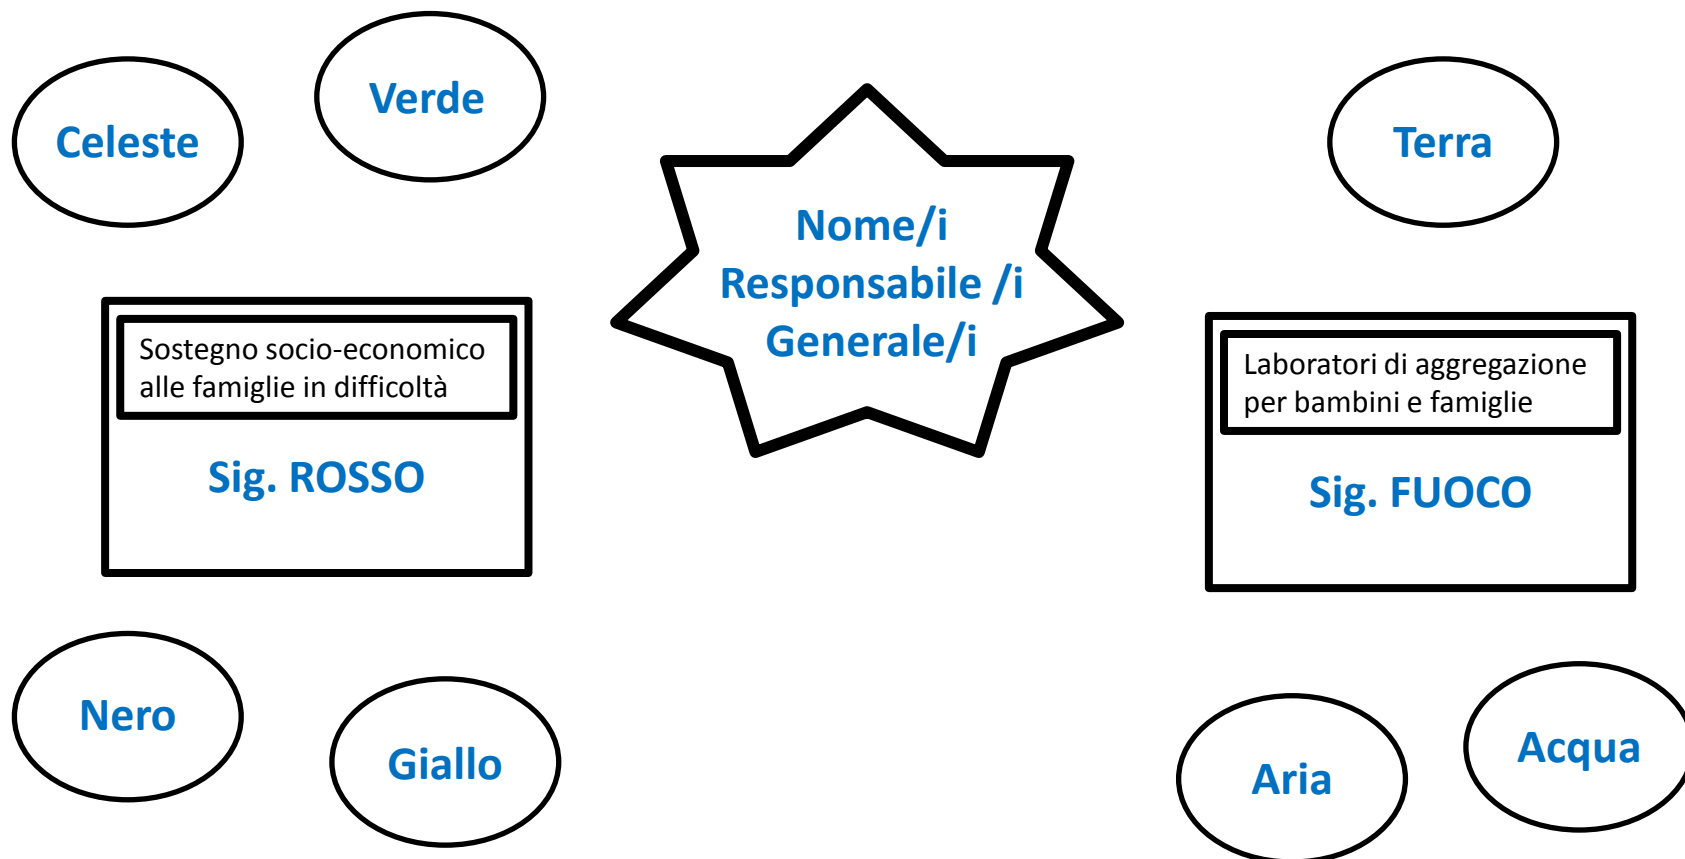 Celeste
Verde
Nome/i
Responsabile /i
Generale/i
Terra
Sostegno socio-economico
alle famiglie in difficoltà
Sig. ROSSO
Laboratori di aggregazione
per bambini e famiglie
Sig. FUOCO
Nero
Giallo
Aria
Acqua